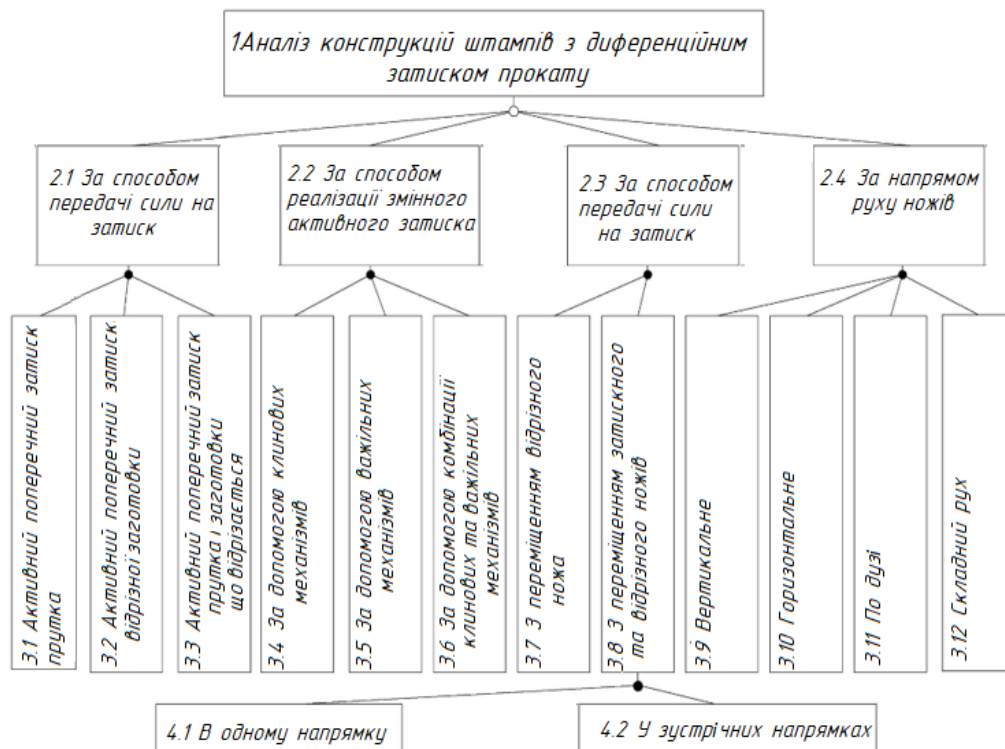 1Аналіз конструкцій штампів з диференційним
затиском прокату
2.1 За способом
передачі сили на
затиск
2.2 За способом
реалізації змінного
активного затиска
2.3 За способом
передачі сили
на затиск
2.4 За напрямом
руху ножів
3.1 Активний поперечний затиск
прутка
3.2 Активний поперечний затиск
відрізної заготовки
3.3 Активний поперечний затиск
прутка і заготовки
що відрізається
3.4 За допомогою клинових
механізмів
3.5 За допомогою важільних
механізмів
3.6 За допомогою комбінації
клинових та важільних
механізмів
3.7 З переміщенням відрізного
ножа
3.8 З переміщенням затискного
та відрізного ножів
3.9 Вертикальне
3.10 Горизонтальне
3.11 По дузі
3.12 Складний рух
4.1 В одному напрямку
4.2 У зустрічних напрямках